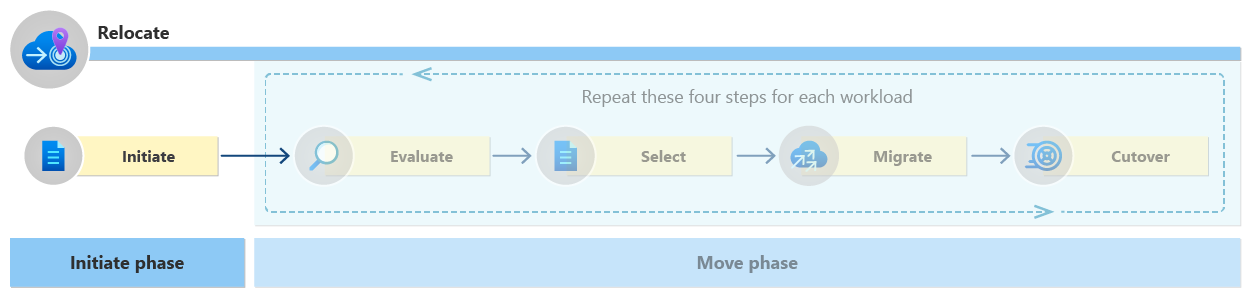 Relocate
Repeat these four steps for each workload
Initiate
Evaluate
Select
Migrate
Cutover
Initiate phase
Move phase